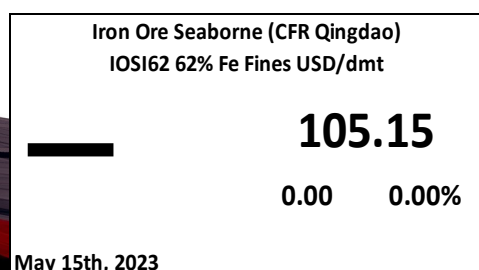 Iron Ore Seaborne (CFR Qingdao)
IOSI62 62% Fe Fines USD/dmt
105.15
0.00 0.00%
May 15th, 2023